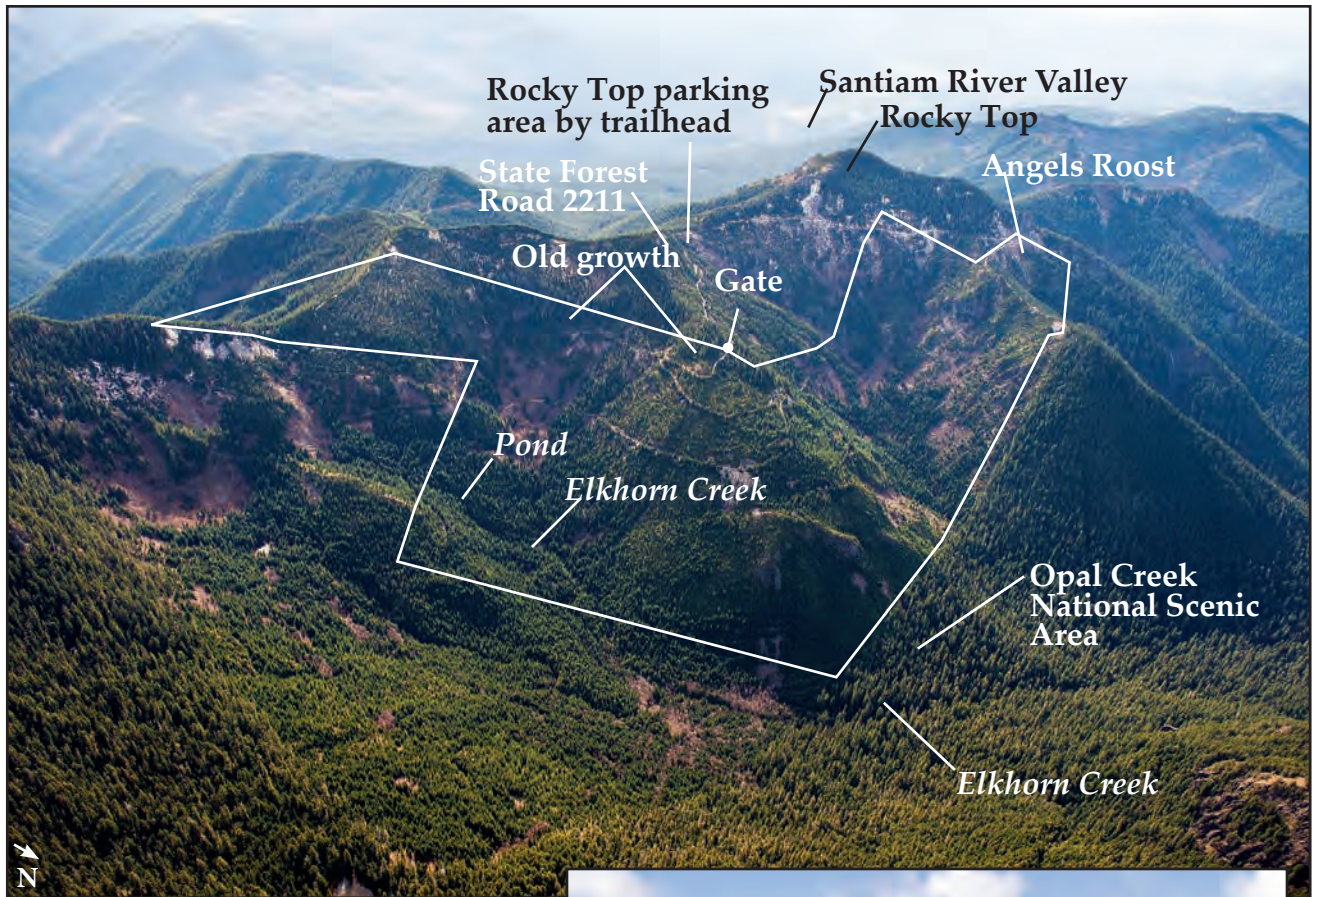 Rocky Top parking
area by trailhead
Santiam River Valley
Rocky Top
State Forest
Road 2211
Angels Roost
Old growth
Gate
Pond
Elkhorn Creek
Opal Creek
National Scenic
Area
Elkhorn Creek
N